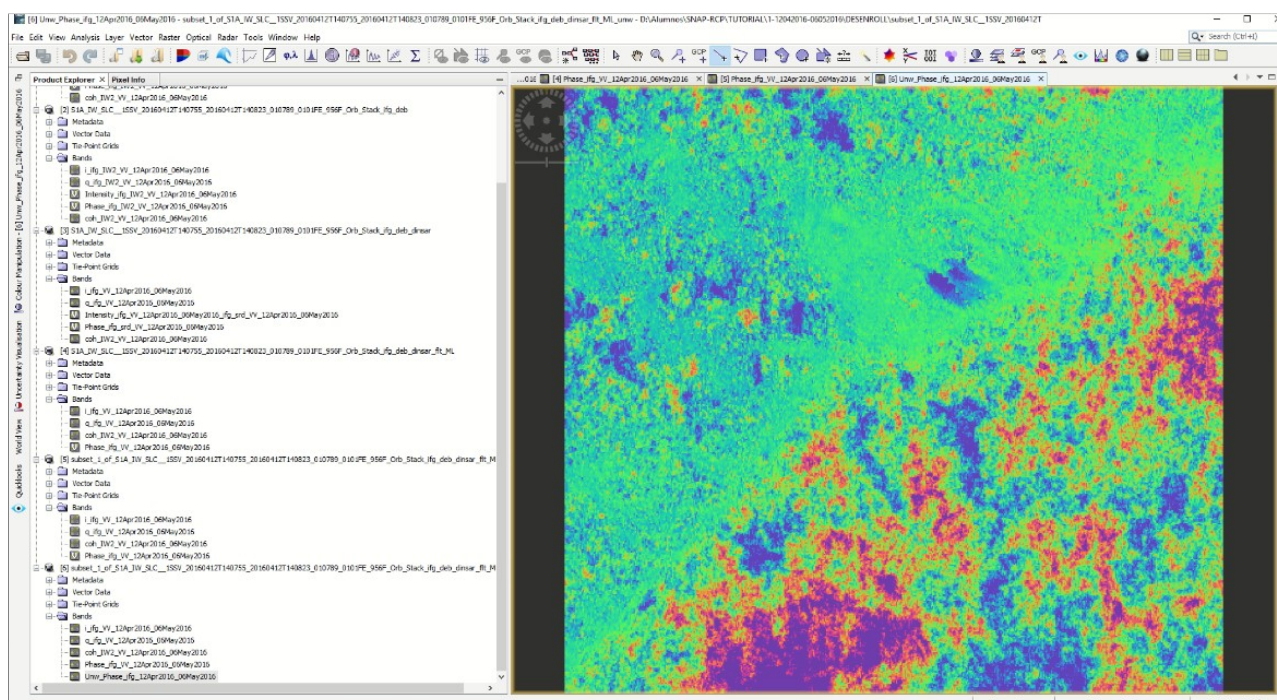 [6] Unw_Phase_ifg_12Apr2016_06May2016 - subset_1_of_S1A_IW_SLC__1SSV_20160412T140755_20160412T140823_010789_0101FE_956F_Orb_Stack_ifg_deb_dinsar_flt_ML_unw - D:\Alumnos\SNAP-RCP\TUTORIAL\1-12042016-06052016\DESENROLL\subset_1_of_S1A_IW_SLC__1SSV_20160412T
File Edit View Analysis Layer Vector Raster Optical Radar Tools Window Help
Search (Ctrl+I)
Product Explorer × Pixel Info
...016 [4] Phase_ifg_VV_12Apr2016_06May2016 × [5] Phase_ifg_VV_12Apr2016_06May2016 × [6] Unw_Phase_ifg_12Apr2016_06May2016 ×
coh_IW2_VV_12Apr2016_06May2016
[2] S1A_IW_SLC__1SSV_20160412T140755_20160412T140823_010789_0101FE_956F_Orb_Stack_ifg_deb
Metadata
Vector Data
Tie-Point Grids
Bands
i_ifg_IW2_VV_12Apr2016_06May2016
q_ifg_IW2_VV_12Apr2016_06May2016
Intensity_ifg_IW2_VV_12Apr2016_06May2016
Phase_ifg_IW2_VV_12Apr2016_06May2016
coh_IW2_VV_12Apr2016_06May2016
[3] S1A_IW_SLC__1SSV_20160412T140755_20160412T140823_010789_0101FE_956F_Orb_Stack_ifg_deb_dinsar
Metadata
Vector Data
Tie-Point Grids
Bands
i_ifg_VV_12Apr2016_06May2016
q_ifg_VV_12Apr2016_06May2016
Intensity_ifg_VV_12Apr2016_06May2016_ifg_srd_VV_12Apr2016_06May2016
Phase_ifg_srd_VV_12Apr2016_06May2016
coh_IW2_VV_12Apr2016_06May2016
[4] S1A_IW_SLC__1SSV_20160412T140755_20160412T140823_010789_0101FE_956F_Orb_Stack_ifg_deb_dinsar_flt_ML
Metadata
Vector Data
Tie-Point Grids
Bands
i_ifg_VV_12Apr2016_06May2016
q_ifg_VV_12Apr2016_06May2016
coh_IW2_VV_12Apr2016_06May2016
Phase_ifg_VV_12Apr2016_06May2016
[5] subset_1_of_S1A_IW_SLC__1SSV_20160412T140755_20160412T140823_010789_0101FE_956F_Orb_Stack_ifg_deb_dinsar_flt_M
Metadata
Vector Data
Tie-Point Grids
Bands
i_ifg_VV_12Apr2016_06May2016
q_ifg_VV_12Apr2016_06May2016
coh_IW2_VV_12Apr2016_06May2016
Phase_ifg_VV_12Apr2016_06May2016
[6] subset_1_of_S1A_IW_SLC__1SSV_20160412T140755_20160412T140823_010789_0101FE_956F_Orb_Stack_ifg_deb_dinsar_flt_M
Metadata
Vector Data
Tie-Point Grids
Bands
i_ifg_VV_12Apr2016_06May2016
q_ifg_VV_12Apr2016_06May2016
coh_IW2_VV_12Apr2016_06May2016
Phase_ifg_VV_12Apr2016_06May2016
Unw_Phase_ifg_12Apr2016_06May2016
Colour Manipulation - [6] Unw_Phase_ifg_12Apr2016_06May2016
Uncertainty Visualisation
World View
Quicklooks